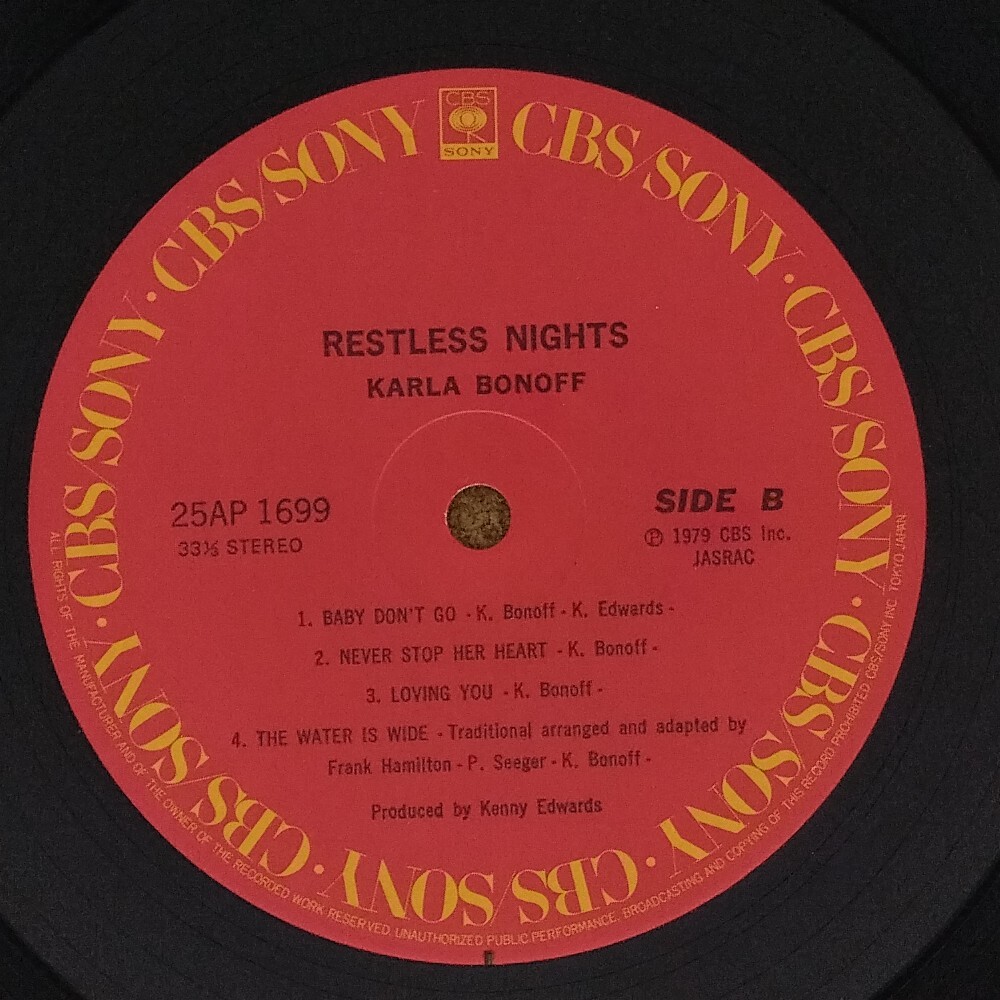 CBS
SONY
CBS/SONY · CBS/SONY · CBS/SONY · CBS/SONY · CBS/SONY · CBS/SONY · CBS/SONY
RESTLESS NIGHTS
KARLA BONOFF
25AP 1699
33⅓ STEREO
SIDE B
Ⓟ 1979 CBS Inc.
JASRAC
1. BABY DON'T GO - K. Bonoff - K. Edwards -
2. NEVER STOP HER HEART - K. Bonoff -
3. LOVING YOU - K. Bonoff -
4. THE WATER IS WIDE - Traditional arranged and adapted by
Frank Hamilton - P. Seeger - K. Bonoff -
Produced by Kenny Edwards
ALL RIGHTS OF THE MANUFACTURER AND OF THE OWNER OF THE RECORDED WORK RESERVED. UNAUTHORIZED PUBLIC PERFORMANCE. BROADCASTING AND COPYING OF THIS RECORD PROHIBITED CBS/SONY INC TOKYO JAPAN